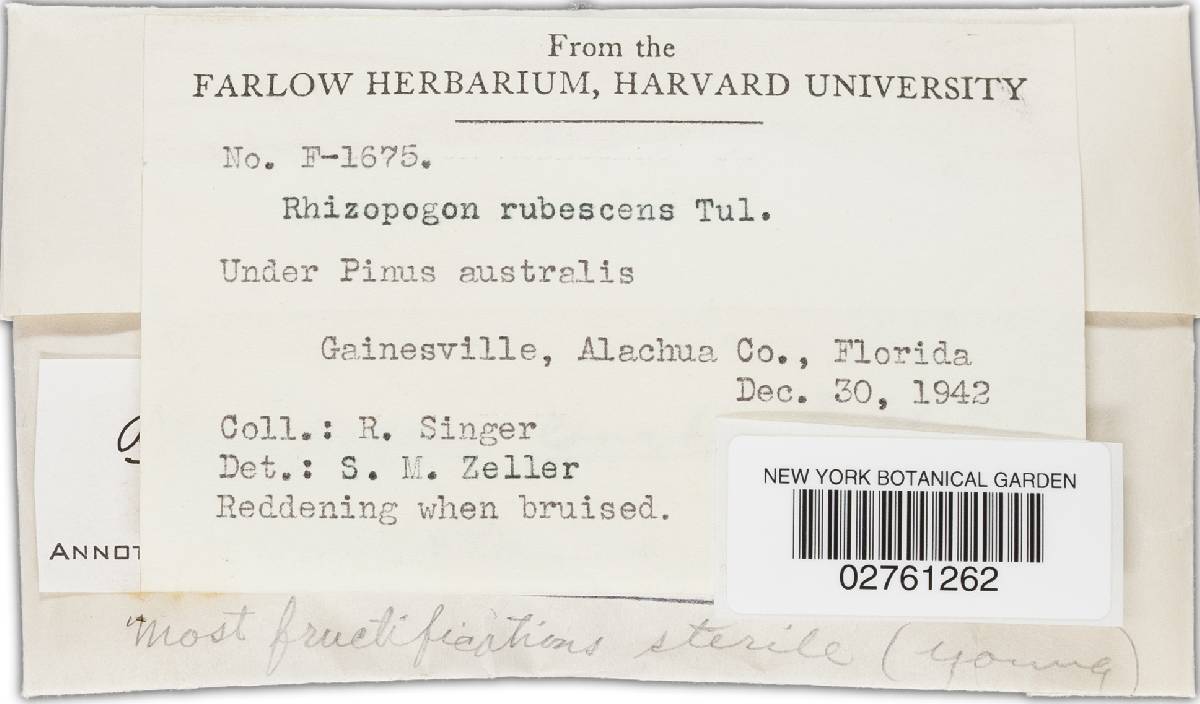 From the
FARLOW HERBARIUM, HARVARD UNIVERSITY
No. F-1675.
Rhizopogon rubescens Tul.
Under Pinus australis
Gainesville, Alachua Co., Florida
Dec. 30, 1942
Coll.: R. Singer
Det.: S. M. Zeller
Reddening when bruised.
NEW YORK BOTANICAL GARDEN
02761262
ANNOT
Most fructifications sterile (young)